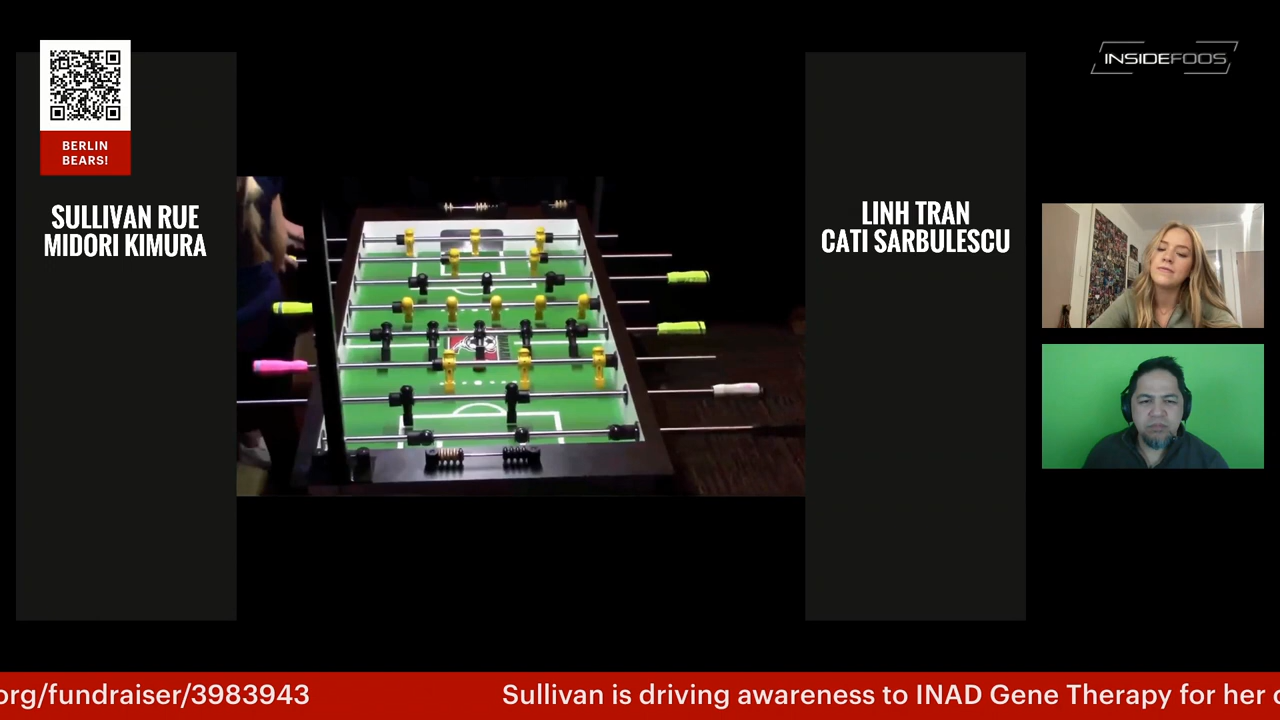 BERLIN
BEARS!
SULLIVAN RUE
MIDORI KIMURA
LINH TRAN
CATI SARBULESCU
INSIDEFOOS
org/fundraiser/3983943
Sullivan is driving awareness to INAD Gene Therapy for her